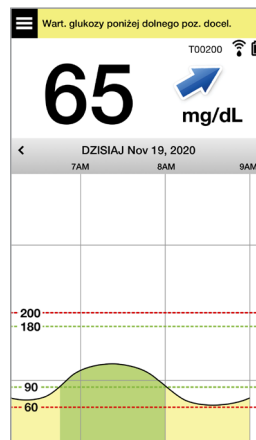 Wart. glukozy poniżej dolnego poz. docel.
T00200
65
mg/dL
DZISIAJ Nov 19, 2020
7AM 8AM 9AM
200
180
90
60